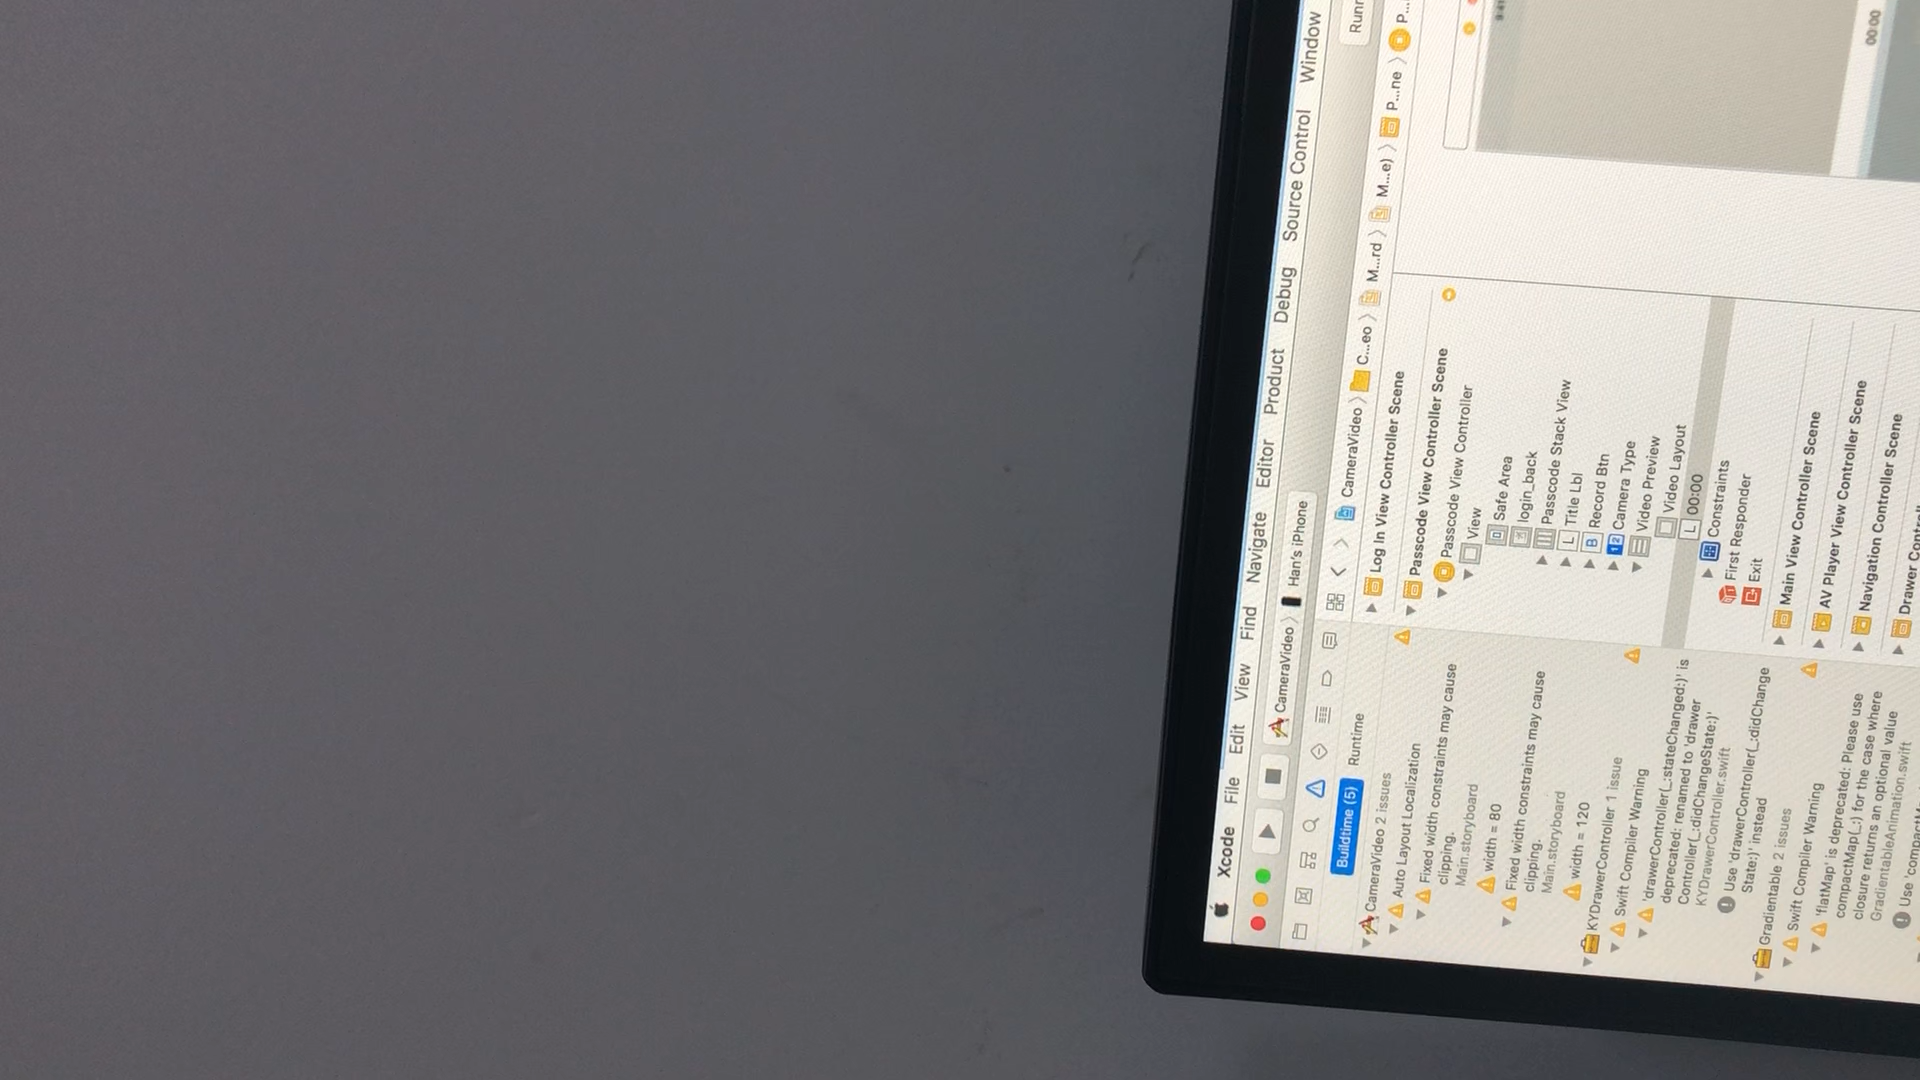 Xcode File Edit View Find Navigate Editor Product Debug Source Control Window
CameraVideo Han's iPhone
CameraVideo C...eo M...rd M...e) P...ne
Buildtime (5) Runtime
CameraVideo 2 issues
Auto Layout Localization
Fixed width constraints may cause
clipping.
Main.storyboard
width = 80
Fixed width constraints may cause
clipping.
Main.storyboard
width = 120
KYDrawerController 1 issue
Swift Compiler Warning
'drawerController(_:stateChanged:)' is
deprecated: renamed to 'drawer
Controller(_:didChangeState:)'
KYDrawerController.swift
Use 'drawerController(_:didChange
State:)' instead
Gradientable 2 issues
Swift Compiler Warning
'flatMap' is deprecated: Please use
compactMap(_:) for the case where
closure returns an optional value
GradientableAnimation.swift
Log In View Controller Scene
Passcode View Controller Scene
Passcode View Controller
View
Safe Area
login_back
Passcode Stack View
L Title Lbl
B Record Btn
12 Camera Type
Video Preview
Video Layout
L 00:00
Constraints
First Responder
Exit
Main View Controller Scene
AV Player View Controller Scene
Navigation Controller Scene
00:00